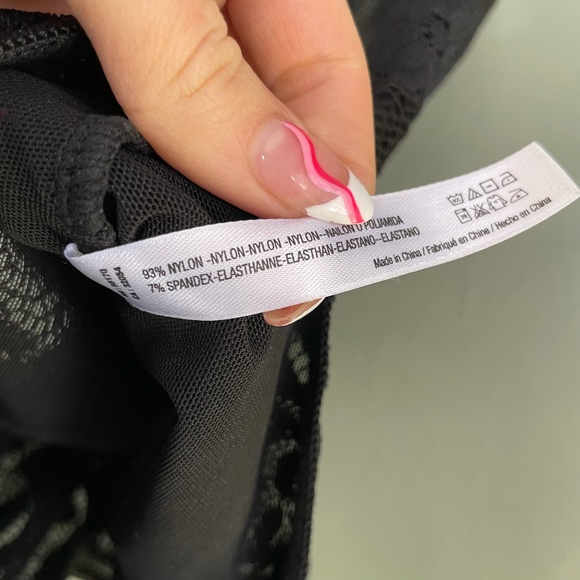 93% NYLON -NYLON-NYLON -NYLON--NAILON O POLIAMIDA
7% SPANDEX-ELASTHANNE-ELASTHAN-ELASTANO--ELASTANO
Made in China / Fabriqué en Chine / Hecho en China